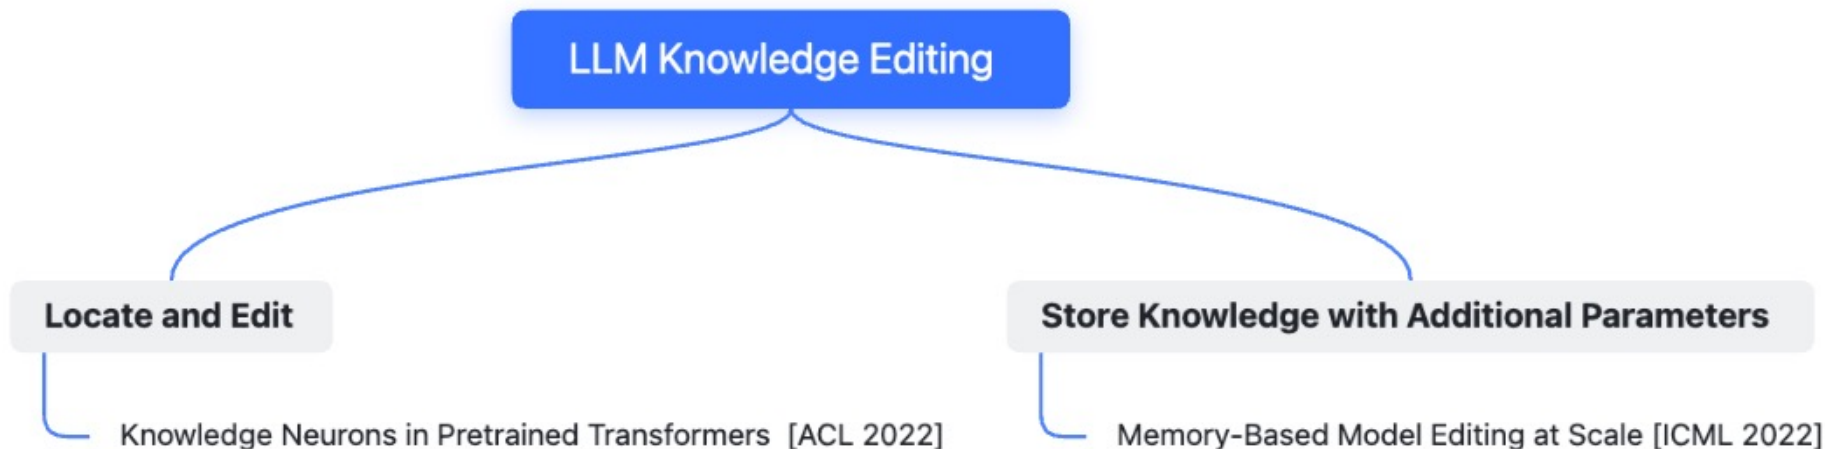 LLM Knowledge Editing
Locate and Edit
Store Knowledge with Additional Parameters
Knowledge Neurons in Pretrained Transformers [ACL 2022]
Memory-Based Model Editing at Scale [ICML 2022]